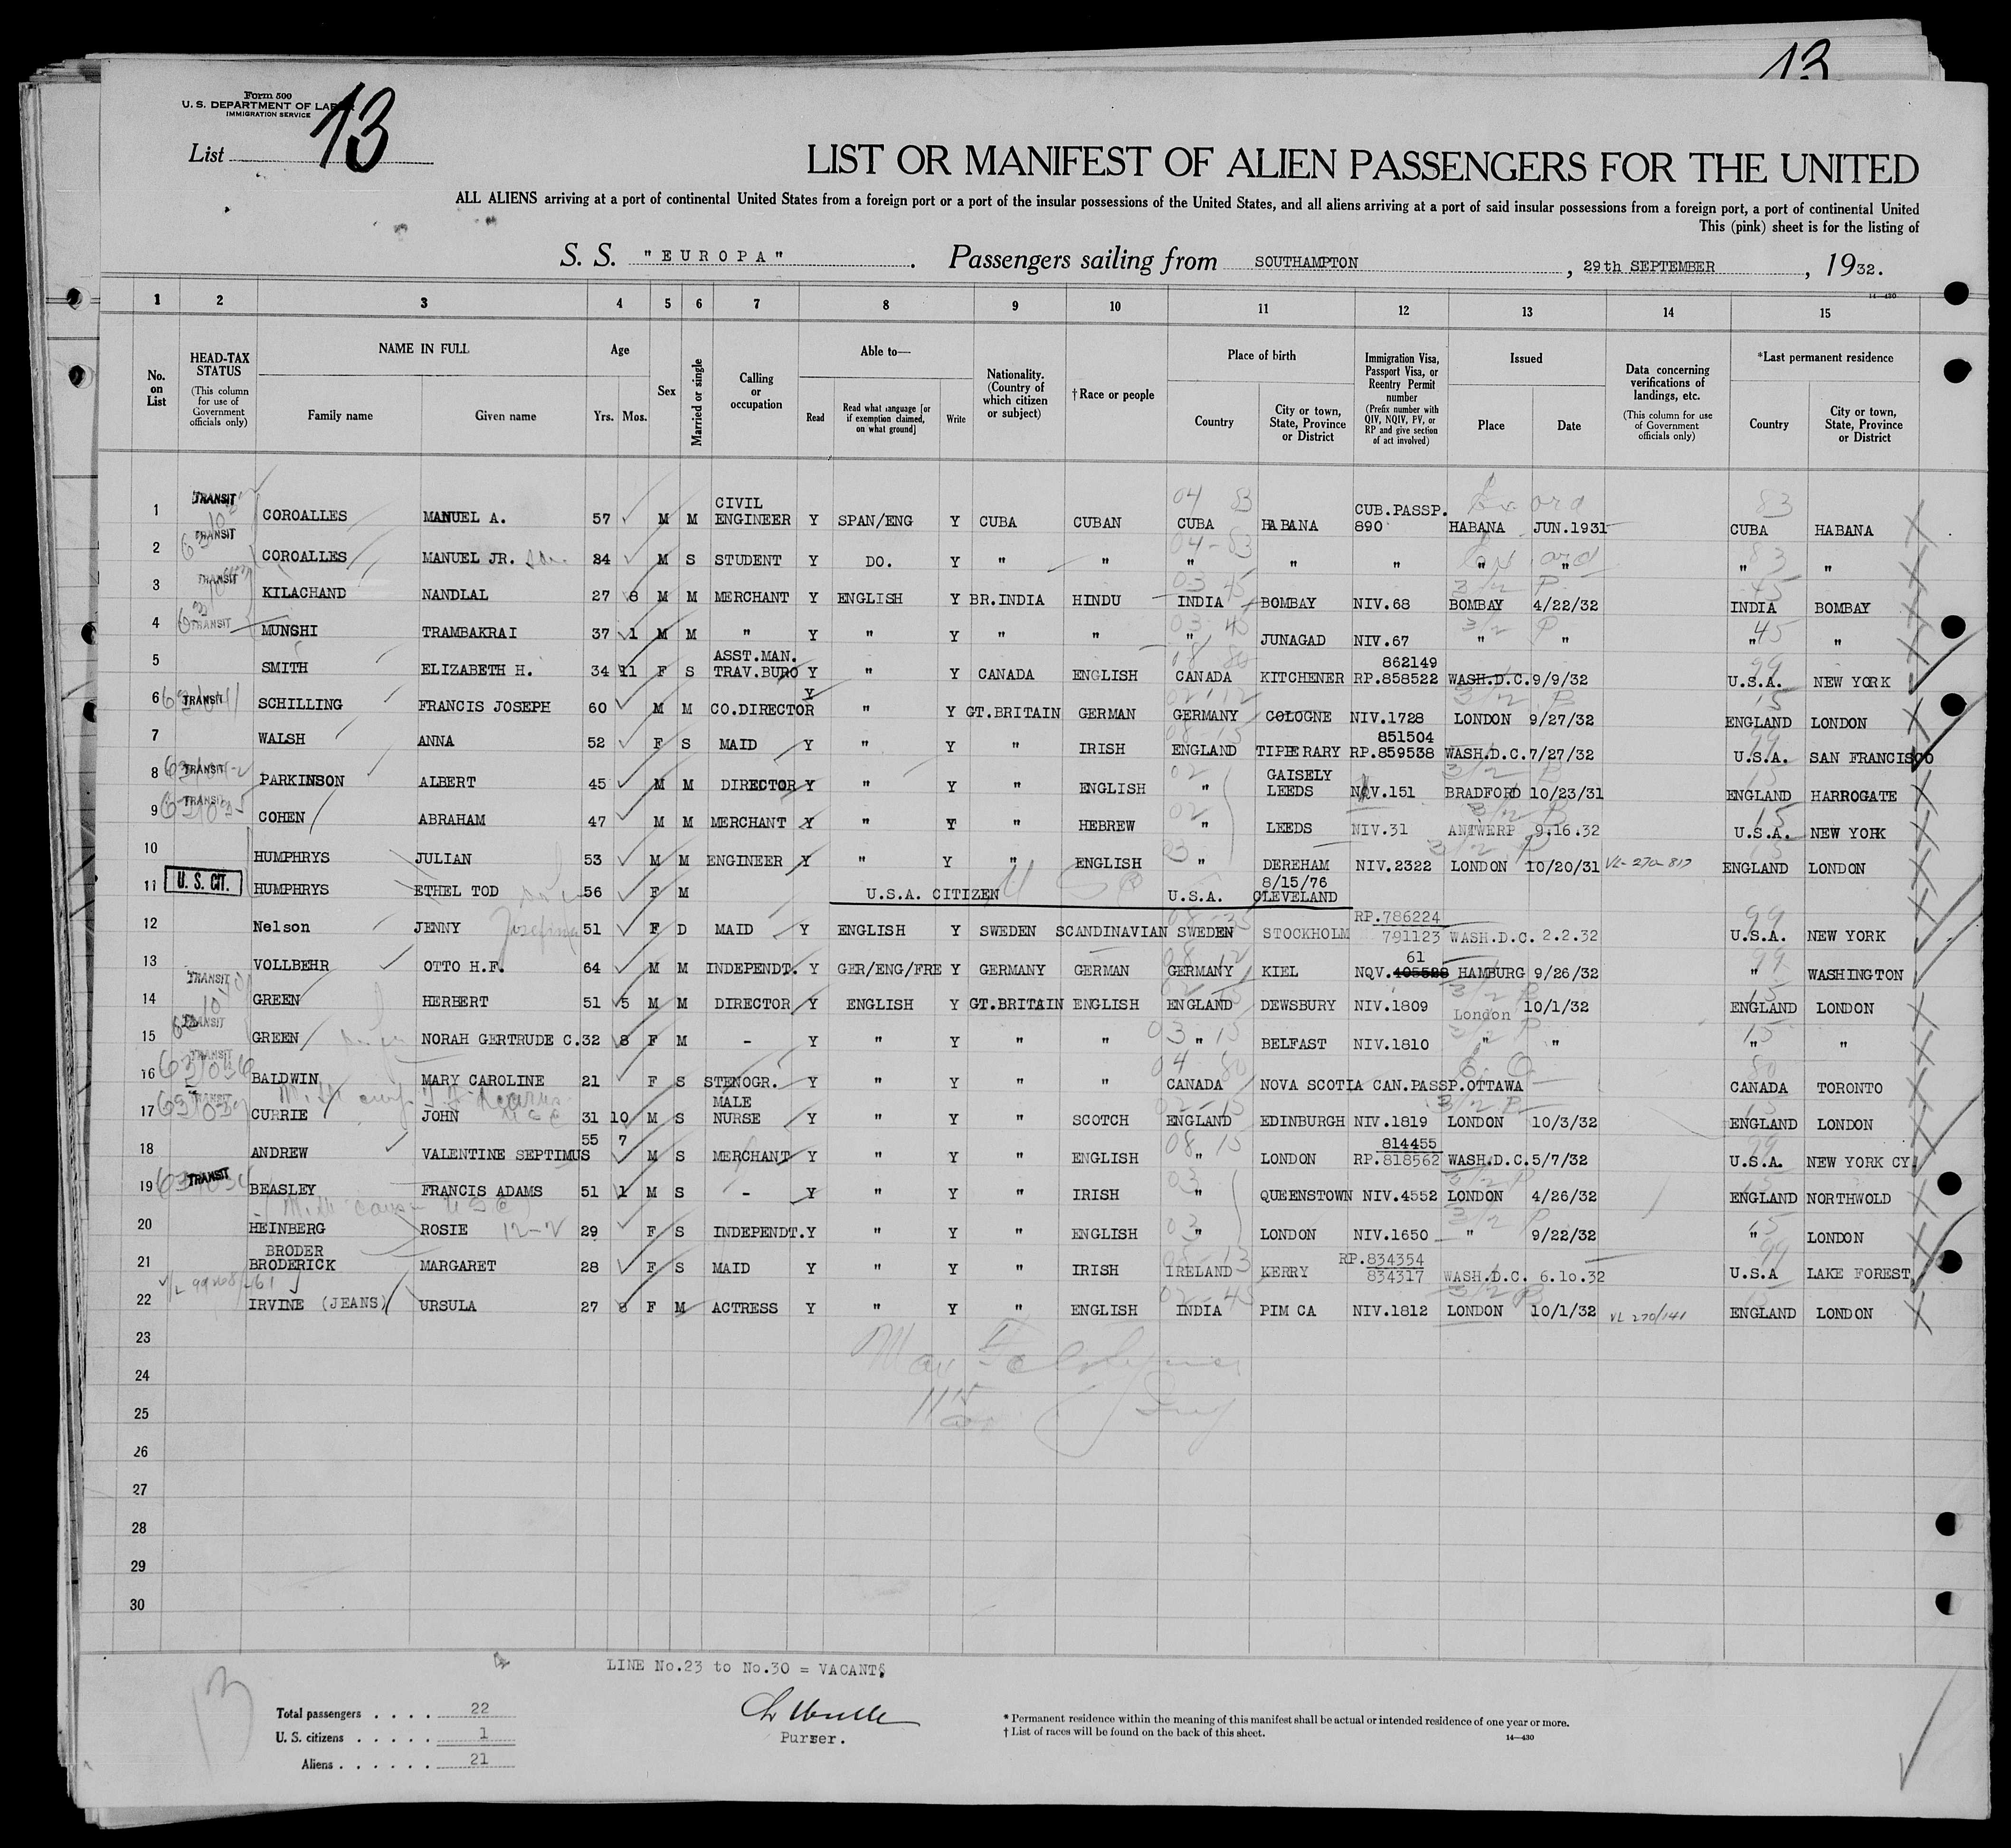 13
Form 500
U. S. DEPARTMENT OF LABOR
IMMIGRATION SERVICE
List 13
LIST OR MANIFEST OF ALIEN PASSENGERS FOR THE UNITED
ALL ALIENS arriving at a port of continental United States from a foreign port or a port of the insular possessions of the United States, and all aliens arriving at a port of said insular possessions from a foreign port, a port of continental United
This (pink) sheet is for the listing of
S. S. "EUROPA". Passengers sailing from SOUTHAMPTON, 29th SEPTEMBER, 1932.
14—430
1 2 3 4 5 6 7 8 9 10 11 12 13 14 15
No. on List
HEAD-TAX STATUS (This column for use of Government officials only)
NAME IN FULL
Family name Given name
Age
Yrs. Mos.
Sex
Married or single
Calling or occupation
Able to—
Read Read what language [or if exemption claimed, on what ground] Write
Nationality. (Country of which citizen or subject)
†Race or people
Place of birth
Country City or town, State, Province or District
Immigration Visa, Passport Visa, or Reentry Permit number (Prefix number with QIV, NQIV, PV, or RP and give section of act involved)
Issued
Place Date
Data concerning verifications of landings, etc. (This column for use of Government officials only)
*Last permanent residence
Country City or town, State, Province or District
1 TRANSIT COROALLES MANUEL A. 57 M M CIVIL ENGINEER Y SPAN/ENG Y CUBA CUBAN CUBA HABANA CUB.PASSP. 890 HABANA JUN.1931 CUBA HABANA
2 TRANSIT COROALLES MANUEL JR. 24 M S STUDENT Y DO. Y " " " " " " " " "
3 TRANSIT KILACHAND NANDLAL 27 8 M M MERCHANT Y ENGLISH Y BR.INDIA HINDU INDIA BOMBAY NIV.68 BOMBAY 4/22/32 INDIA BOMBAY
4 TRANSIT MUNSHI TRAMBAKRAI 37 1 M M " Y " Y " " " JUNAGAD NIV.67 " " " "
5 SMITH ELIZABETH H. 34 11 F S ASST.MAN. TRAV.BURO Y " Y CANADA ENGLISH CANADA KITCHENER 862149 RP.858522 WASH.D.C. 9/9/32 U.S.A. NEW YORK
6 TRANSIT SCHILLING FRANCIS JOSEPH 60 M M CO.DIRECTOR Y " Y GT.BRITAIN GERMAN GERMANY COLOGNE NIV.1728 LONDON 9/27/32 ENGLAND LONDON
7 WALSH ANNA 52 F S MAID Y " Y " IRISH ENGLAND TIPPERARY 851504 RP.859538 WASH.D.C. 7/27/32 U.S.A. SAN FRANCISCO
8 TRANSIT PARKINSON ALBERT 45 M M DIRECTOR Y " Y " ENGLISH " GAISELY LEEDS NIV.151 BRADFORD 10/23/31 ENGLAND HARROGATE
9 TRANSIT COHEN ABRAHAM 47 M M MERCHANT Y " Y " HEBREW " LEEDS NIV.31 ANTWERP 9.16.32 U.S.A. NEW YORK
10 HUMPHRYS JULIAN 53 M M ENGINEER Y " Y " ENGLISH " DEREHAM NIV.2322 LONDON 10/20/31 VL-270-817 ENGLAND LONDON
11 U. S. CIT. HUMPHRYS ETHEL TOD 56 F M U.S.A. CITIZEN U.S.A. 8/15/76 CLEVELAND
12 Nelson JENNY Josefina 51 F D MAID Y ENGLISH Y SWEDEN SCANDINAVIAN SWEDEN STOCKHOLM RP.786224 791123 WASH.D.C. 2.2.32 U.S.A. NEW YORK
13 VOLLBEHR OTTO H.F. 64 M M INDEPENDT. Y GER/ENG/FRE Y GERMANY GERMAN GERMANY KIEL 61 NQV.405528 HAMBURG 9/26/32 " WASHINGTON
14 TRANSIT GREEN HERBERT 51 5 M M DIRECTOR Y ENGLISH Y GT.BRITAIN ENGLISH ENGLAND DEWSBURY NIV.1809 London 10/1/32 ENGLAND LONDON
15 TRANSIT GREEN NORAH GERTRUDE C. 32 8 F M - Y " Y " " " BELFAST NIV.1810 " " " "
16 TRANSIT BALDWIN MARY CAROLINE 21 F S STENOGR. Y " Y " " CANADA NOVA SCOTIA CAN.PASSP. OTTAWA CANADA TORONTO
17 TRANSIT CURRIE JOHN 31 10 M S MALE NURSE Y " Y " SCOTCH ENGLAND EDINBURGH NIV.1819 LONDON 10/3/32 ENGLAND LONDON
18 ANDREW VALENTINE SEPTIMUS 55 7 M S MERCHANT Y " Y " ENGLISH " LONDON 814455 RP.818562 WASH.D.C. 5/7/32 U.S.A. NEW YORK CY.
19 TRANSIT BEASLEY FRANCIS ADAMS 51 1 M S - Y " Y " IRISH " QUEENSTOWN NIV.4552 LONDON 4/26/32 ENGLAND NORTHWOLD
20 HEINBERG ROSIE 29 F S INDEPENDT. Y " Y " ENGLISH " LONDON NIV.1650 " 9/22/32 " LONDON
21 BRODER BRODERICK MARGARET 28 F S MAID Y " Y " IRISH IRELAND KERRY RP.834354 834317 WASH.D.C. 6.10.32 U.S.A LAKE FOREST
22 IRVINE (JEANS) URSULA 27 8 F M ACTRESS Y " Y " ENGLISH INDIA PIM CA NIV.1812 LONDON 10/1/32 VL 270/141 ENGLAND LONDON
23
24
25
26
27
28
29
30
LINE No.23 to No.30 = VACANT.
13
Total passengers . . . . 22
U. S. citizens . . . . . 1
Aliens . . . . . . 21
Purser.
* Permanent residence within the meaning of this manifest shall be actual or intended residence of one year or more.
† List of races will be found on the back of this sheet.
14—430